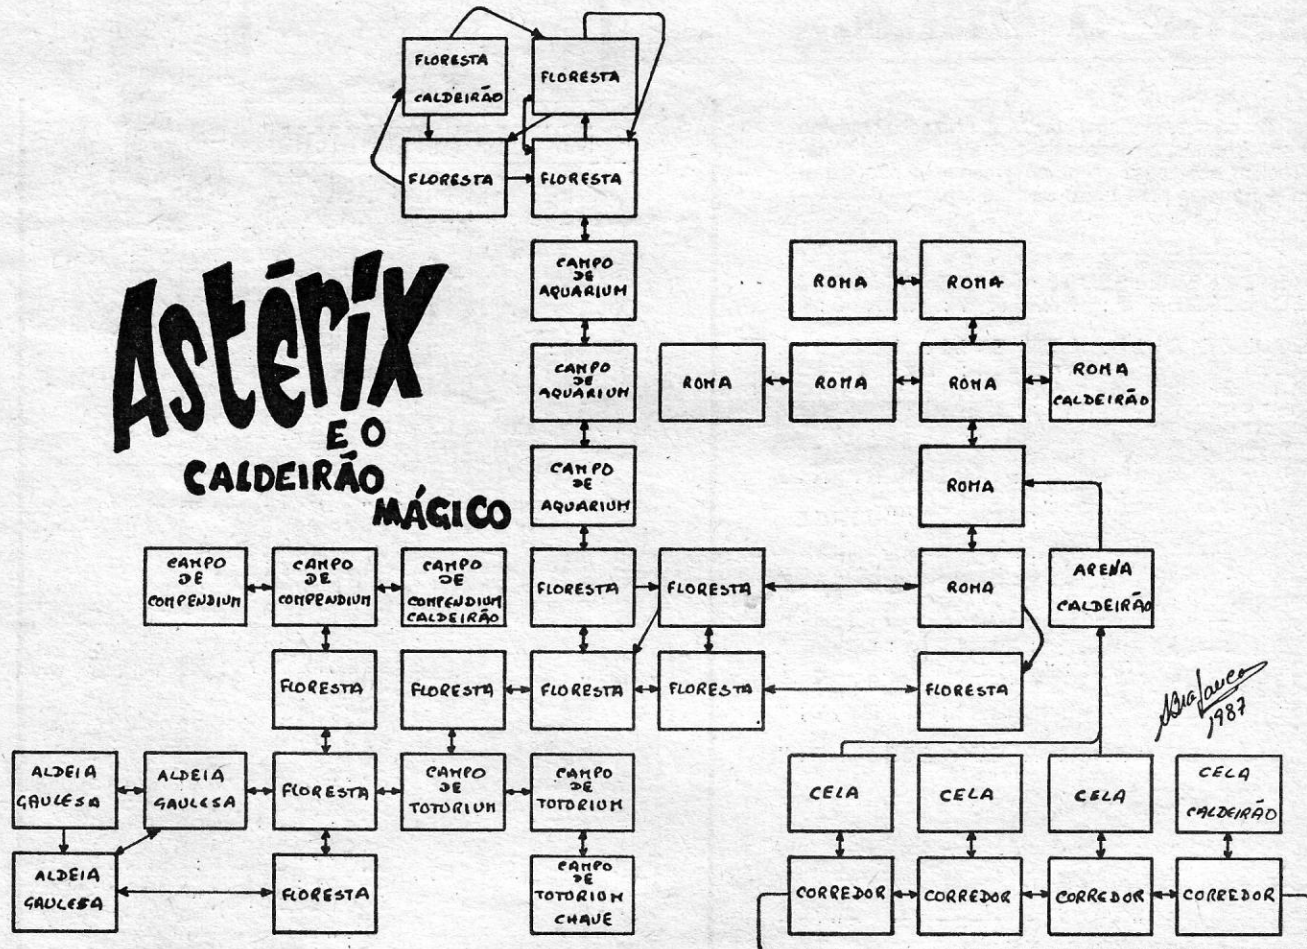 FLORESTA
CALDEIRÃO
FLORESTA
FLORESTA
FLORESTA
CAMPO
DE
AQUARIUM
ROMA
ROMA
Astérix
E O
CALDEIRÃO
MÁGICO
CAMPO
DE
AQUARIUM
ROMA
ROMA
ROMA
ROMA
CALDEIRÃO
CAMPO
DE
AQUARIUM
ROMA
CAMPO
DE
COMPENDIUM
CAMPO
DE
COMPENDIUM
CAMPO
DE
COMPENDIUM
CALDEIRÃO
FLORESTA
FLORESTA
ROMA
ARENA
CALDEIRÃO
FLORESTA
FLORESTA
FLORESTA
FLORESTA
FLORESTA
1987
ALDEIA
GAULESA
ALDEIA
GAULESA
FLORESTA
CAMPO
DE
TOTORIUM
CAMPO
DE
TOTORIUM
CELA
CELA
CELA
CELA
CALDEIRÃO
ALDEIA
GAULESA
FLORESTA
CAMPO
DE
TOTORIUM
CHAVE
CORREDOR
CORREDOR
CORREDOR
CORREDOR